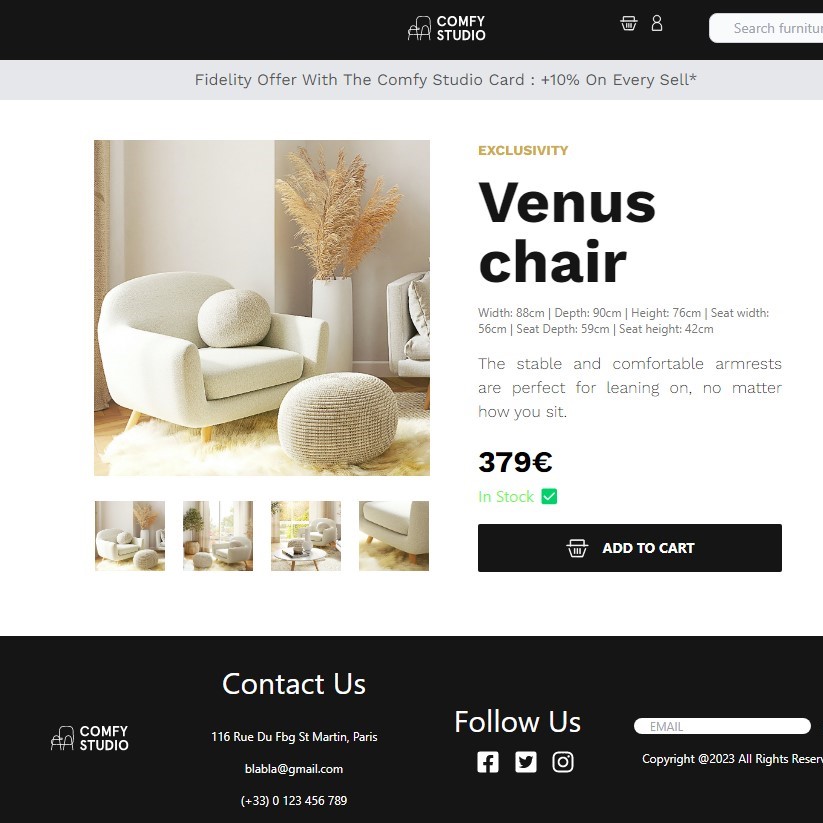 COMFY
STUDIO
Search furnitur
Fidelity Offer With The Comfy Studio Card : +10% On Every Sell*
EXCLUSIVITY
Venus
chair
Width: 88cm | Depth: 90cm | Height: 76cm | Seat width:
56cm | Seat Depth: 59cm | Seat height: 42cm
The stable and comfortable armrests
are perfect for leaning on, no matter
how you sit.
379€
In Stock
ADD TO CART
COMFY
STUDIO
Contact Us
116 Rue Du Fbg St Martin, Paris
blabla@gmail.com
(+33) 0 123 456 789
Follow Us
EMAIL
Copyright @2023 All Rights Reserv